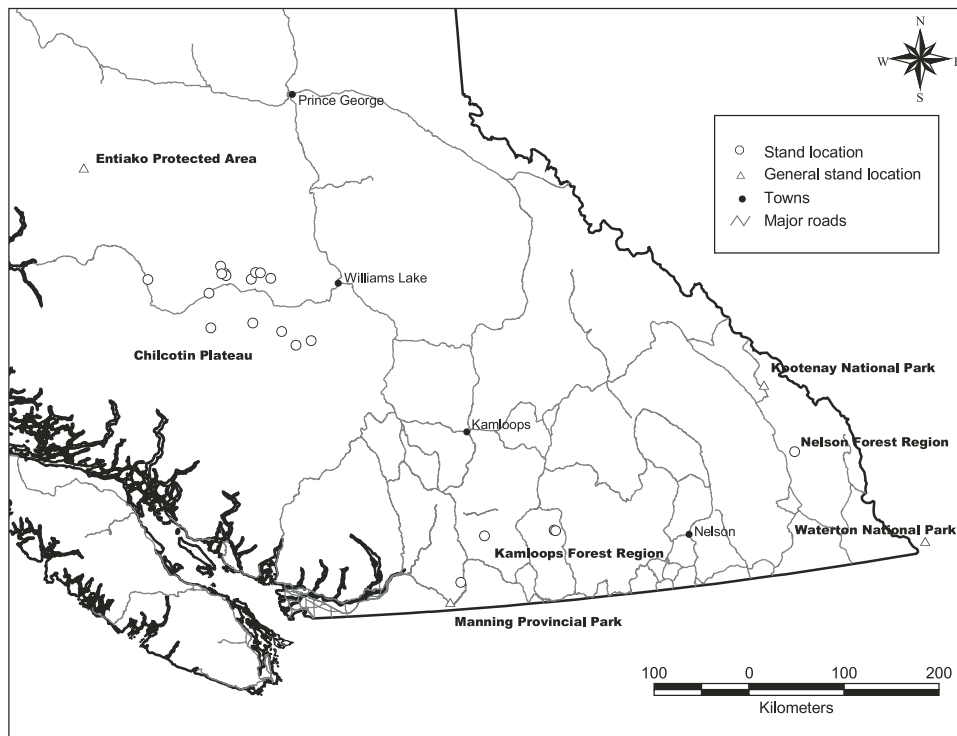 N
W
E
S
Prince George
Entiako Protected Area
Stand location
General stand location
Towns
Major roads
Williams Lake
Chilcotin Plateau
Kootenay National Park
Kamloops
Nelson Forest Region
Waterton National Park
Nelson
Kamloops Forest Region
Manning Provincial Park
100 0 100 200
Kilometers